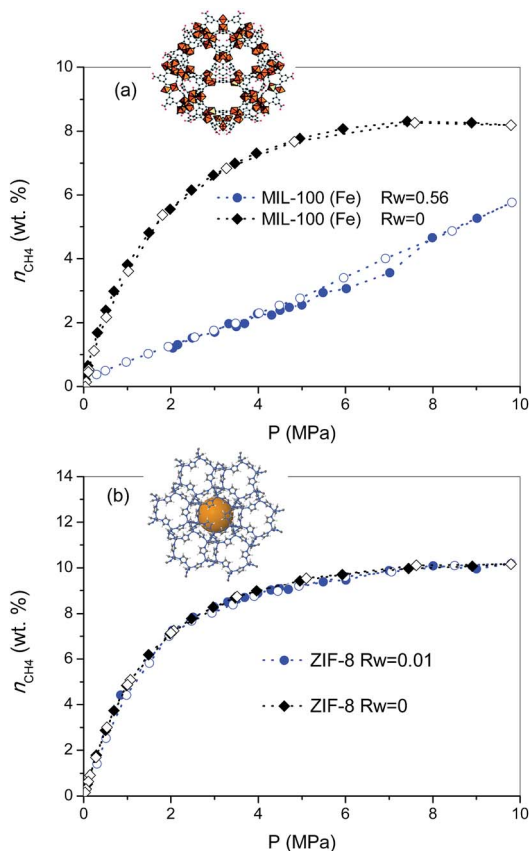 (a)
10
8
6
4
2
0
n_CH4 (wt. %)
MIL-100 (Fe) Rw=0.56
MIL-100 (Fe) Rw=0
0 2 4 6 8 10
P (MPa)
(b)
14
12
10
8
6
4
2
0
n_CH4 (wt. %)
ZIF-8 Rw=0.01
ZIF-8 Rw=0
0 2 4 6 8 10
P (MPa)